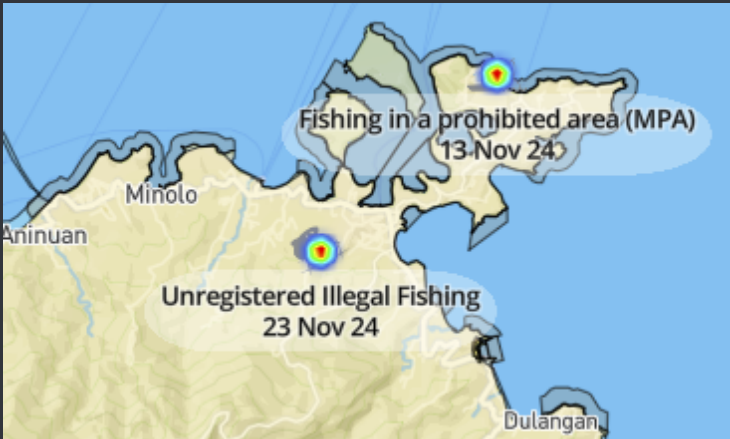 Fishing in a prohibited area (MPA)
13 Nov 24
Minolo
Aninuan
Unregistered Illegal Fishing
23 Nov 24
Dulangan